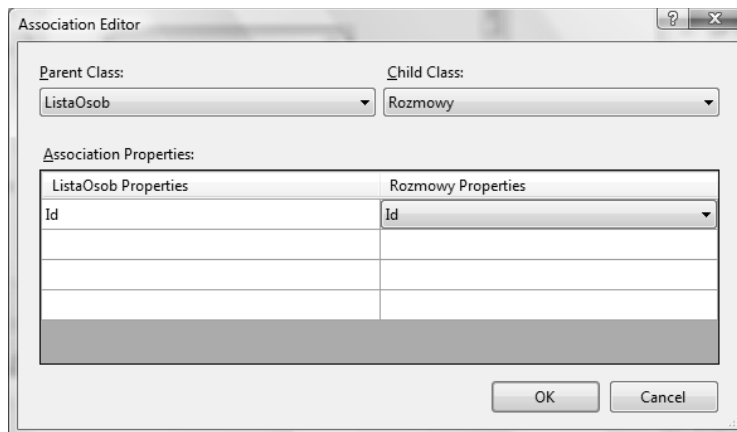 Association Editor
Parent Class: Child Class:
ListaOsob Rozmowy
Association Properties:
ListaOsob Properties Rozmowy Properties
Id Id
OK Cancel